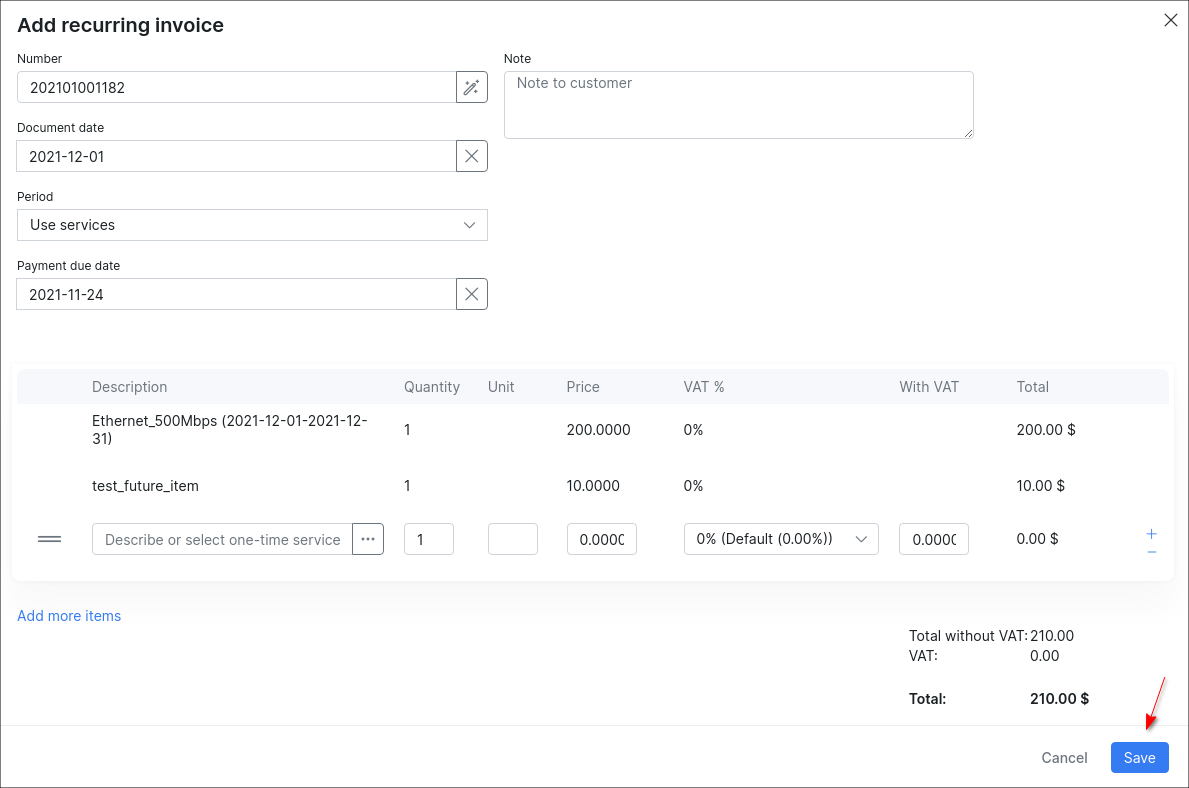 Add recurring invoice
Number
202101001182
Document date
2021-12-01
Period
Use services
Payment due date
2021-11-24
Note
Note to customer
Description Quantity Unit Price VAT % With VAT Total
Ethernet_500Mbps (2021-12-01-2021-12-
31) 1 200.0000 0% 200.00 $
test_future_item 1 10.0000 0% 10.00 $
Describe or select one-time service 1 0.000 0% (Default (0.00%)) 0.000 0.00 $
Add more items
Total without VAT: 210.00
VAT: 0.00
Total: 210.00 $
Cancel Save